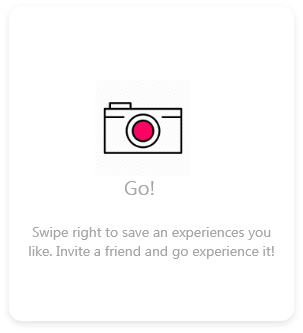 Go!
Swipe right to save an experiences you
like. Invite a friend and go experience it!